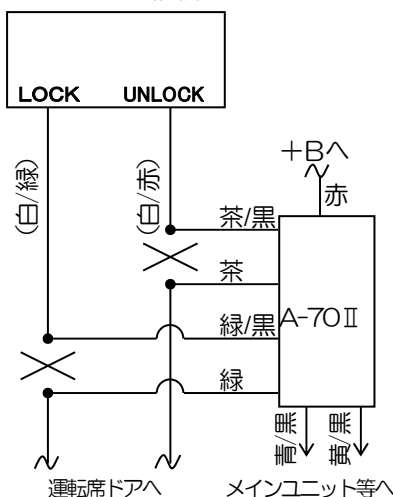 LOCK UNLOCK
(白/緑)
(白/赤)
+Bへ
赤
茶/黒
茶
緑/黒
A-70Ⅱ
緑
青/黒
黄/黒
運転席ドアへ
メインユニット等へ